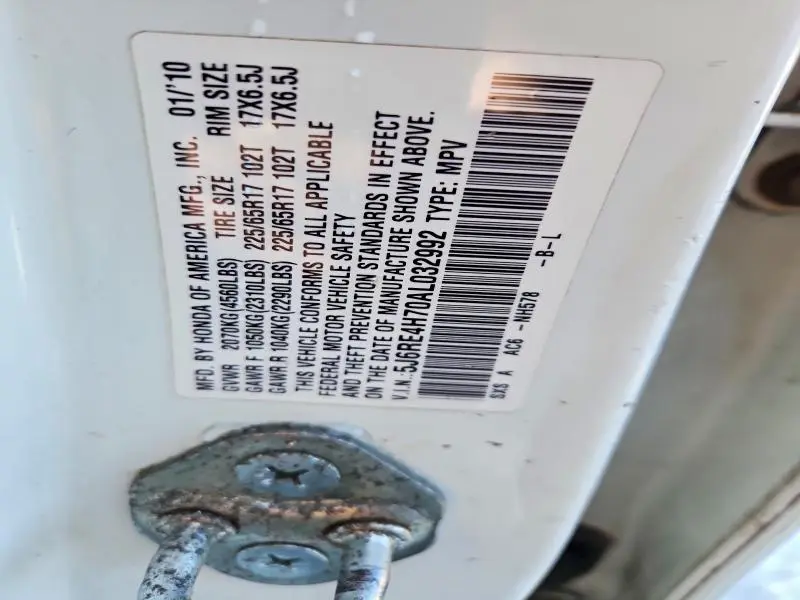 MFD. BY HONDA OF AMERICA MFG., INC. 01/'10
GVWR 2070KG(4560LBS) TIRE SIZE RIM SIZE
GAWR F 1050KG(2310LBS) 225/65R17 102T 17X6.5J
GAWR R 1040KG(2290LBS) 225/65R17 102T 17X6.5J
THIS VEHICLE CONFORMS TO ALL APPLICABLE
FEDERAL MOTOR VEHICLE SAFETY
AND THEFT PREVENTION STANDARDS IN EFFECT
ON THE DATE OF MANUFACTURE SHOWN ABOVE.
V.I.N.:5J6RE4H70AL032992 TYPE: MPV
SXS A AC6 -NH578 -B-L